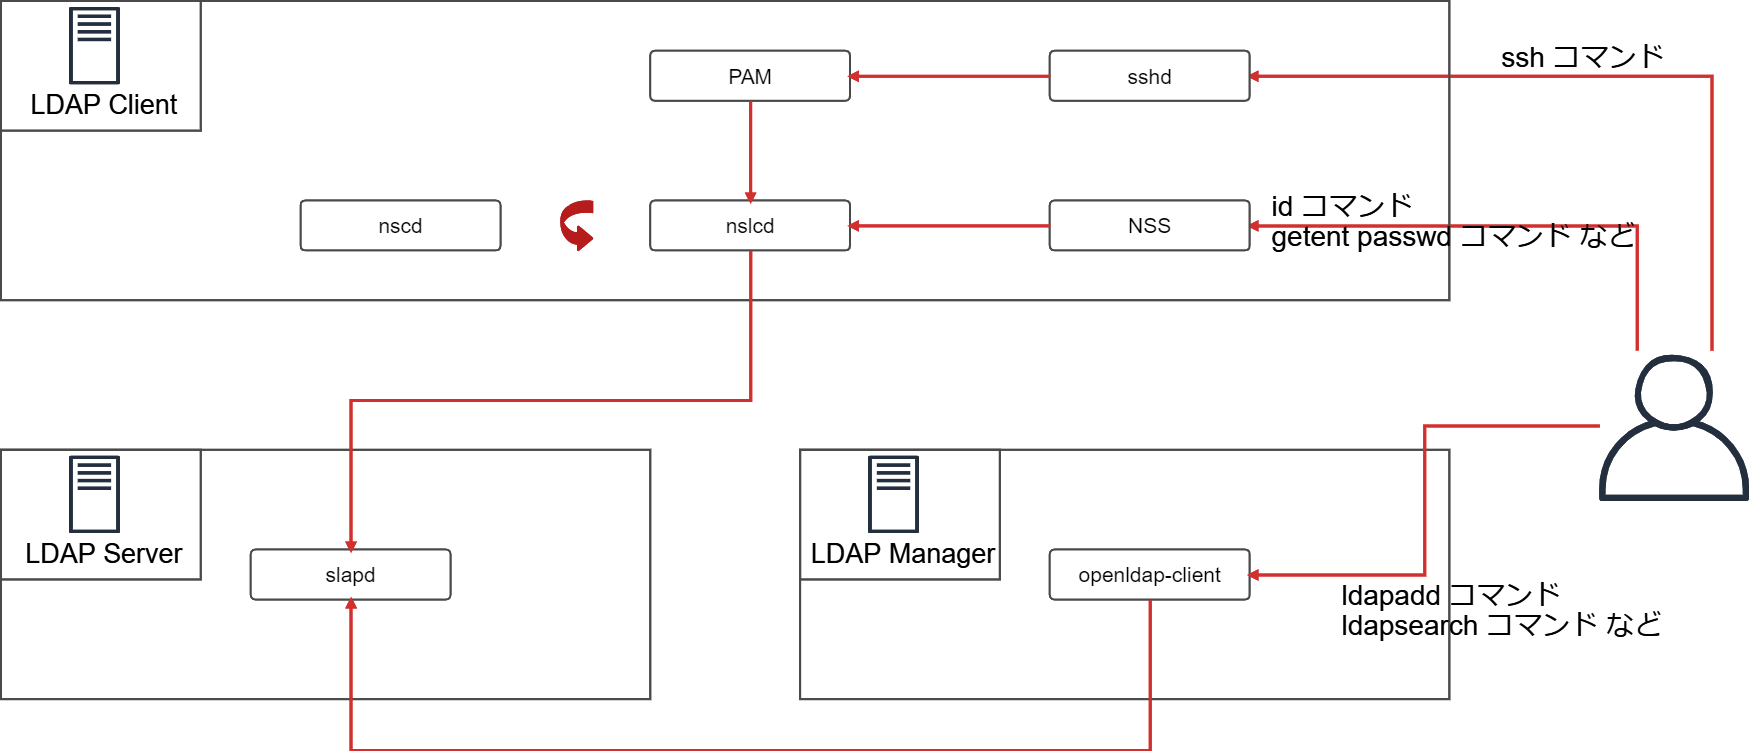 LDAP Client
PAM
sshd
ssh コマンド
nscd
nslcd
NSS
id コマンド
getent passwd コマンド など
LDAP Server
slapd
LDAP Manager
openldap-client
ldapadd コマンド
ldapsearch コマンド など